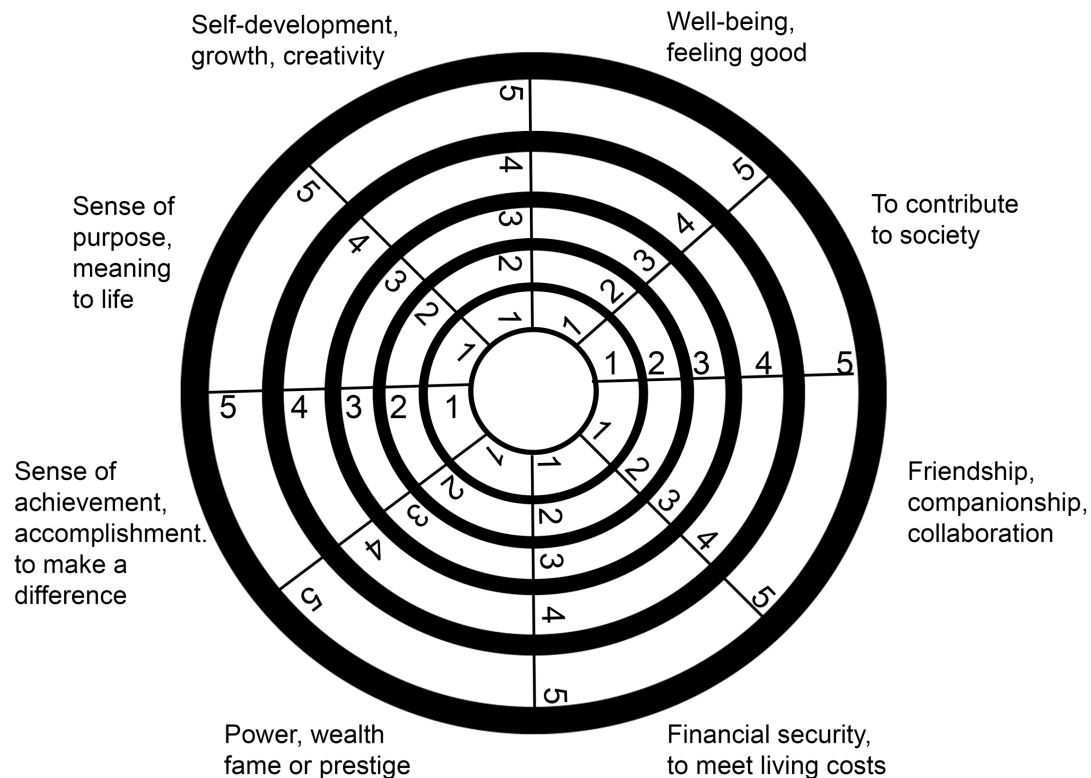 Self-development,
growth, creativity
Well-being,
feeling good
Sense of
purpose,
meaning
to life
To contribute
to society
Sense of
achievement,
accomplishment.
to make a
difference
Friendship,
companionship,
collaboration
Power, wealth
fame or prestige
Financial security,
to meet living costs
5 4 3 2 1
5 4 3 2 1
1 2 3 4 5
1 2 3 4 5
1 2 3 4 5
1 2 3 4 5
5 4 3 2 1
5 4 3 2 1